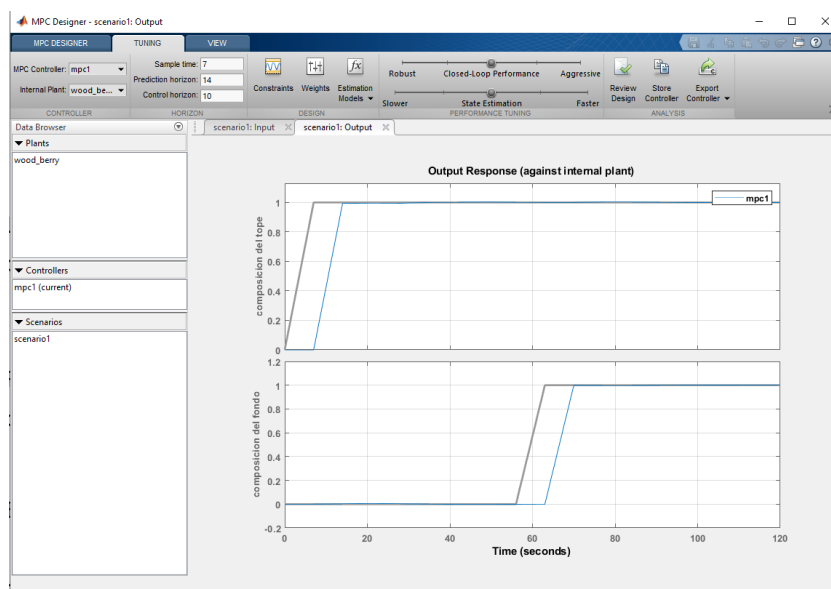 MPC Designer - scenario1: Output
MPC DESIGNER TUNING VIEW
MPC Controller: mpc1
Internal Plant: wood_be...
CONTROLLER
Sample time: 7
Prediction horizon: 14
Control horizon: 10
HORIZON
Constraints Weights Estimation Models
DESIGN
Robust Closed-Loop Performance Aggressive
Slower State Estimation Faster
PERFORMANCE TUNING
Review Design Store Controller Export Controller
ANALYSIS
Data Browser
Plants
wood_berry
Controllers
mpc1 (current)
Scenarios
scenario1
scenario1: Input scenario1: Output
Output Response (against internal plant)
mpc1
composicion del tope
1
0.8
0.6
0.4
0.2
0
composicion del fondo
1.2
1
0.8
0.6
0.4
0.2
0
-0.2
0 20 40 60 80 100 120
Time (seconds)